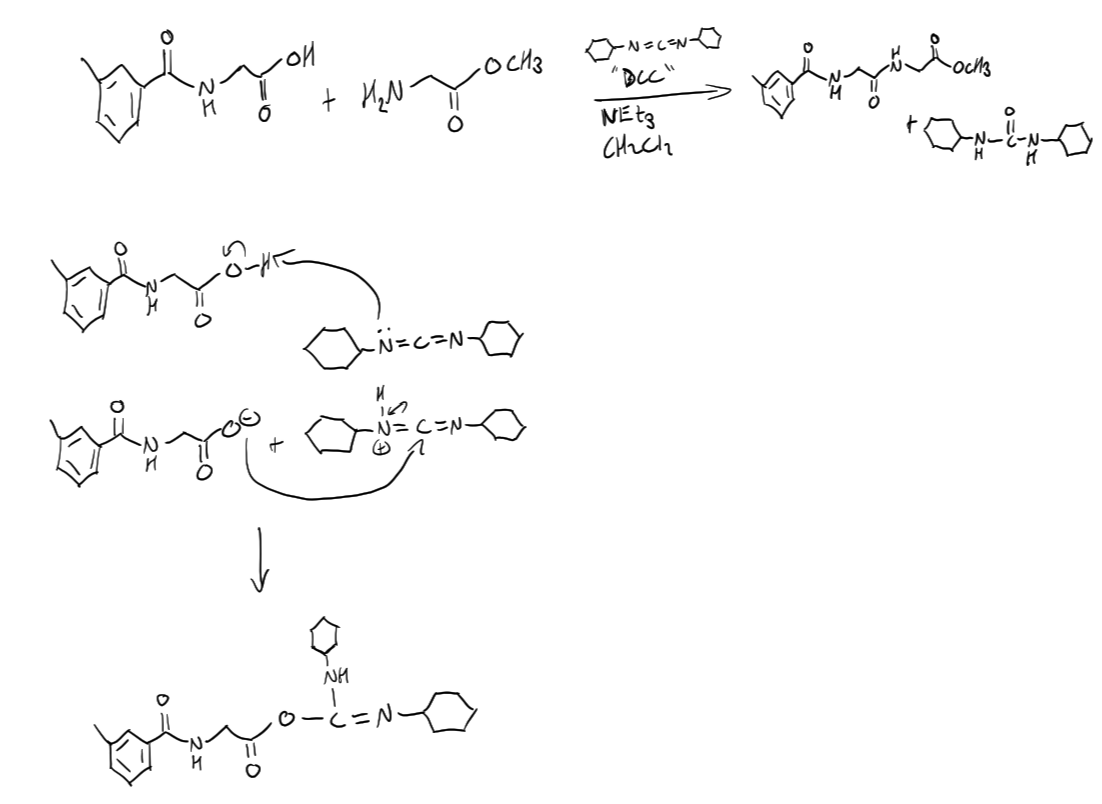 O OH N H O + H₂N OCH3 O
N=C=N
"DCC"
NEt3
CH2Cl2
O N H O H N O OCH3
+ N H O C N H
O N H O O-H
N=C=N
O N H O O⊖ + H N⊕=C=N
NH
O N H O O-C=N